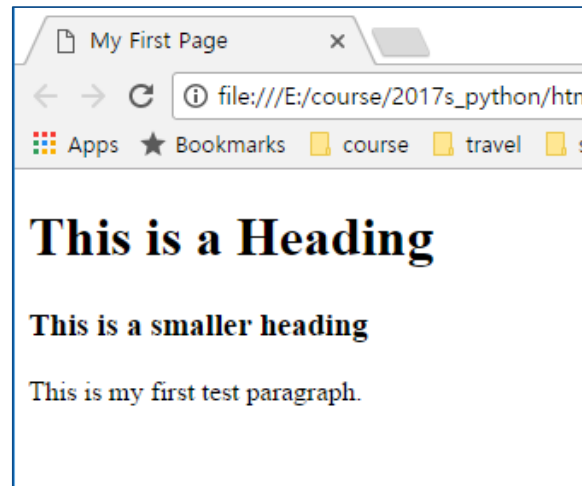 My First Page
file:///E:/course/2017s_python/htm
Apps Bookmarks course travel s
This is a Heading
This is a smaller heading
This is my first test paragraph.